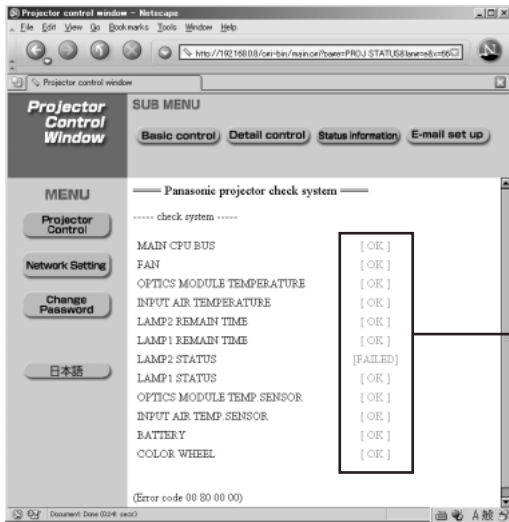 Projector control window - Netscape
File Edit View Go Bookmarks Tools Window Help
Projector control window
Projector Control Window
SUB MENU
Basic control Detail control Status information E-mail set up
MENU
Projector Control
Network Setting
Change Password
日本語
Panasonic projector check system
----- check system -----
MAIN CPU BUS [ OK ]
FAN [ OK ]
OPTICS MODULE TEMPERATURE [ OK ]
INPUT AIR TEMPERATURE [ OK ]
LAMP2 REMAIN TIME [ OK ]
LAMP1 REMAIN TIME [ OK ]
LAMP2 STATUS [FAILED]
LAMP1 STATUS [ OK ]
OPTICS MODULE TEMP.SENSOR [ OK ]
INPUT AIR TEMP.SENSOR [ OK ]
BATTERY [ OK ]
COLOR WHEEL [ OK ]
(Error code 00 80 00 00)
Document: Done